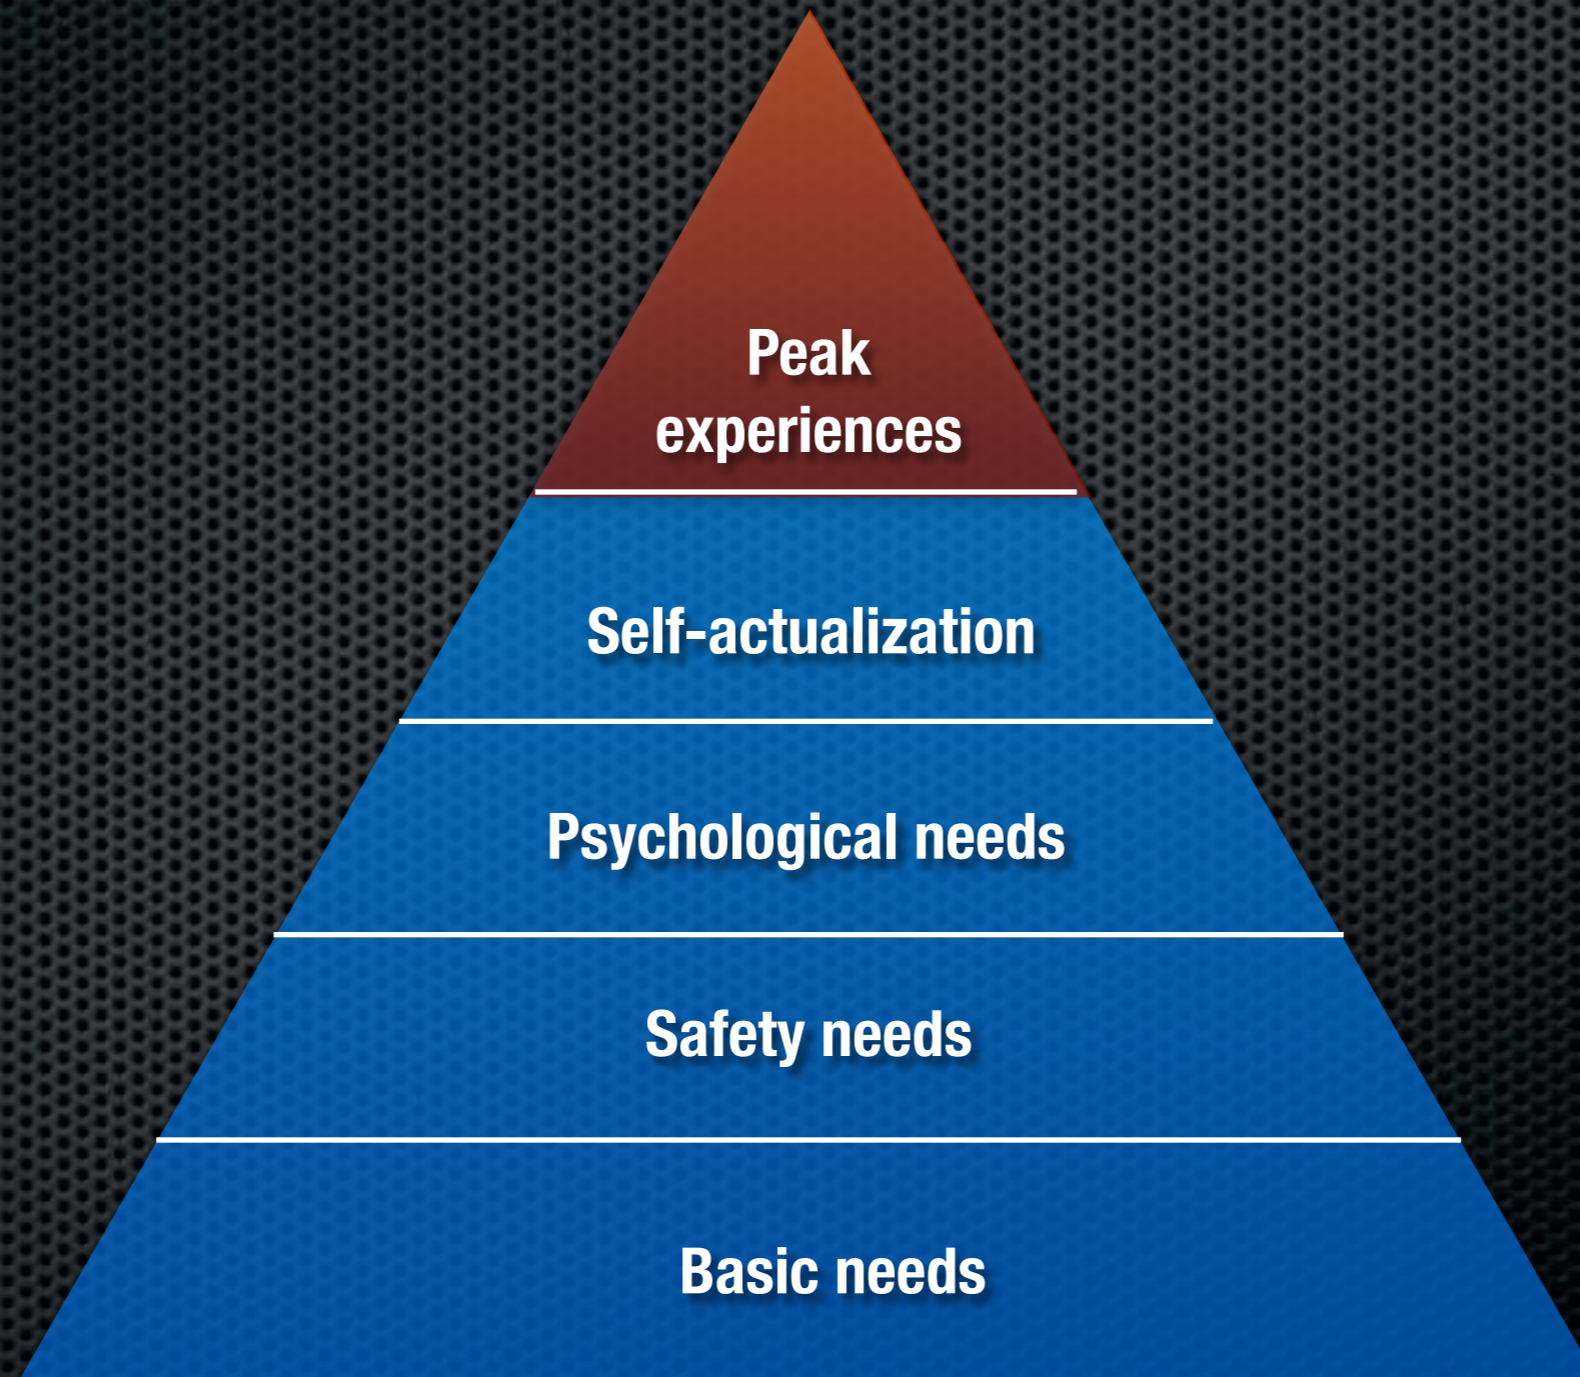 Peak
experiences
Self-actualization
Psychological needs
Safety needs
Basic needs